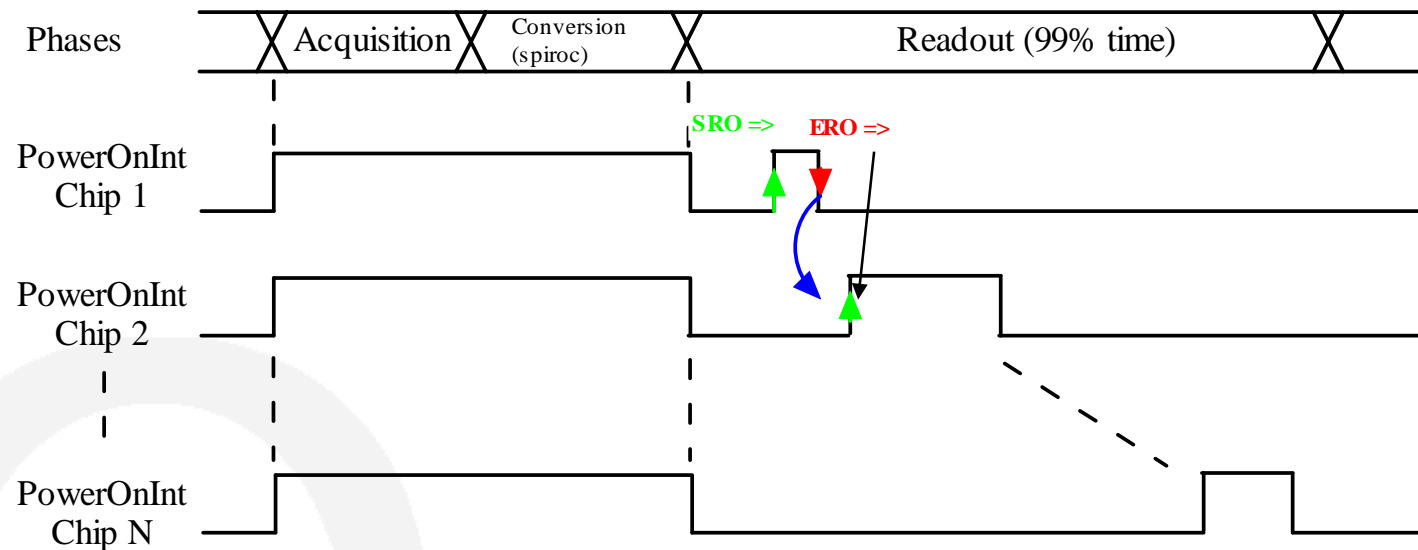 Phases
Acquisition
Conversion
(spiroc)
Readout (99% time)
SRO =>
ERO =>
PowerOnInt
Chip 1
PowerOnInt
Chip 2
PowerOnInt
Chip N